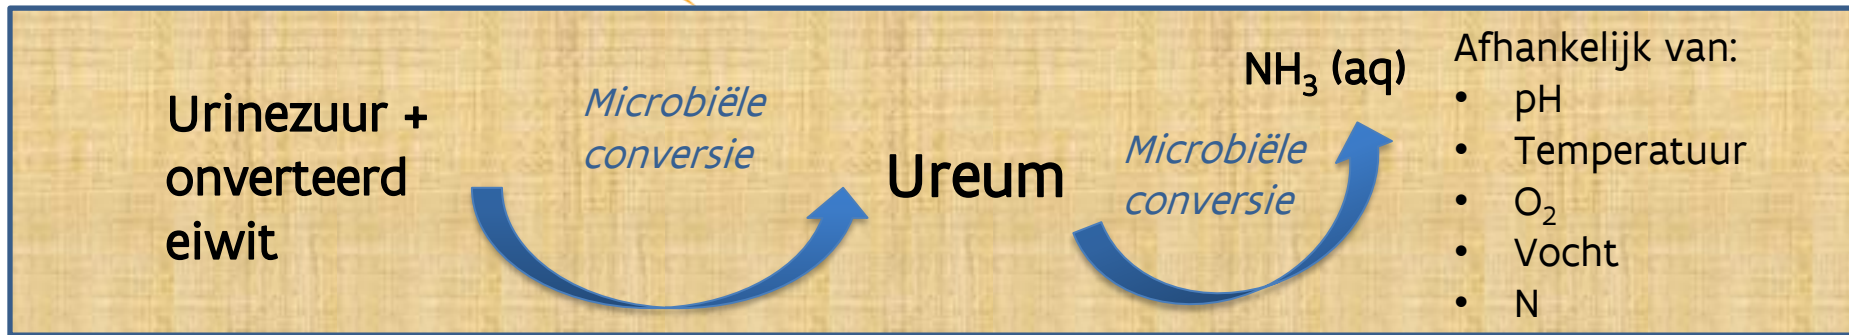 Urinezuur +
onverteerd
eiwit
Microbiële
conversie
Ureum
Microbiële
conversie
NH₃ (aq)
Afhankelijk van:
• pH
• Temperatuur
• O₂
• Vocht
• N